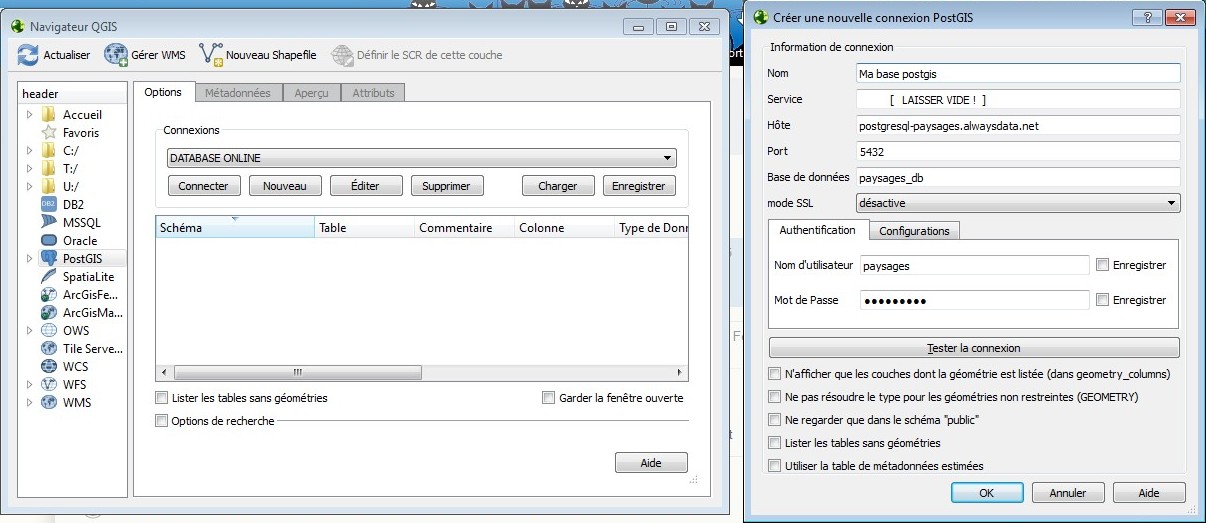 Navigateur QGIS
Actualiser Gérer WMS Nouveau Shapefile Définir le SCR de cette couche
header
Accueil
Favoris
C:/
T:/
U:/
DB2
MSSQL
Oracle
PostGIS
SpatiaLite
ArcGisFe...
ArcGisMa...
OWS
Tile Serve...
WCS
WFS
WMS
Options Métadonnées Aperçu Attributs
Connexions
DATABASE ONLINE
Connecter Nouveau Éditer Supprimer Charger Enregistrer
Schéma Table Commentaire Colonne Type de Donn
Lister les tables sans géométries Garder la fenêtre ouverte
Options de recherche
Aide
Créer une nouvelle connexion PostGIS
Information de connexion
Nom Ma base postgis
Service [ LAISSER VIDE ! ]
Hôte postgresql-paysages.alwaysdata.net
Port 5432
Base de données paysages_db
mode SSL désactive
Authentification Configurations
Nom d'utilisateur paysages Enregistrer
Mot de Passe ●●●●●●●●● Enregistrer
Tester la connexion
N'afficher que les couches dont la géométrie est listée (dans geometry_columns)
Ne pas résoudre le type pour les géométries non restreintes (GEOMETRY)
Ne regarder que dans le schéma "public"
Lister les tables sans géométries
Utiliser la table de métadonnées estimées
OK Annuler Aide